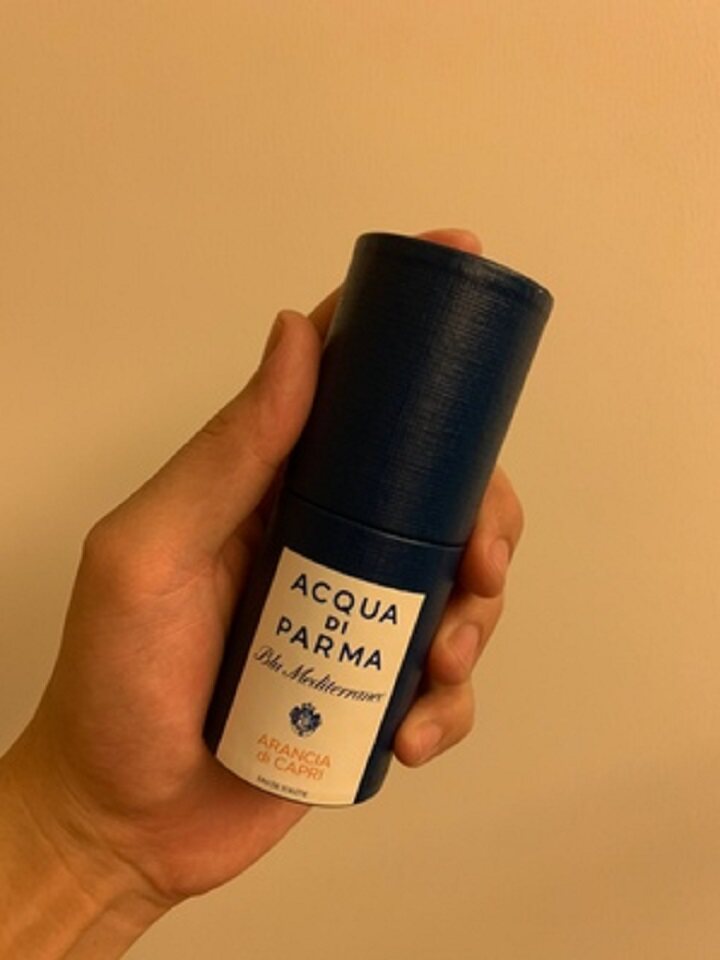 ACQUA
DI
PARMA
Blu Mediterraneo
ARANCIA
di CAPRI
EAU DE TOILETTE